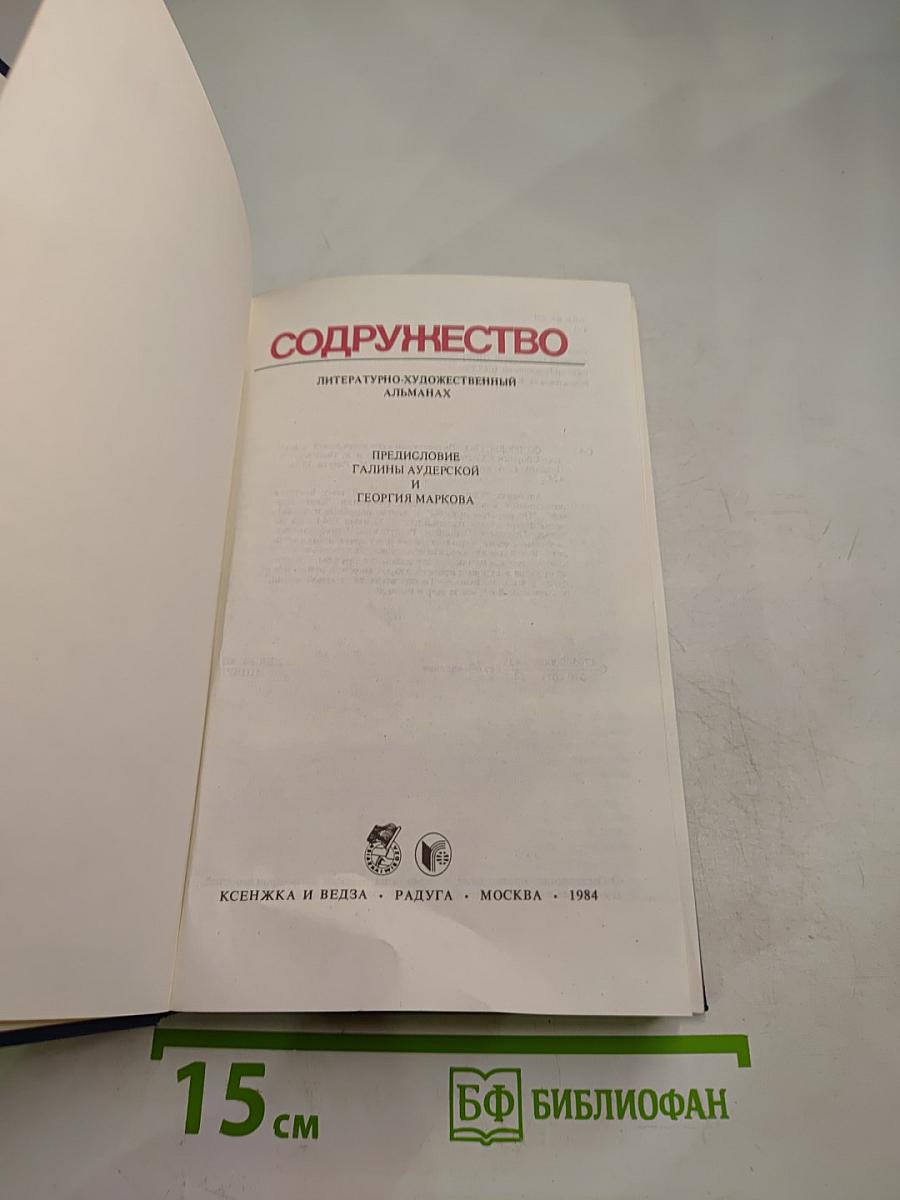 СОДРУЖЕСТВО
ЛИТЕРАТУРНО-ХУДОЖЕСТВЕННЫЙ
АЛЬМАНАХ
ПРЕДИСЛОВИЕ
ГАЛИНЫ АУДЕРСКОЙ
И
ГЕОРГИЯ МАРКОВА
КСЕНЖКА И ВЕДЗА • РАДУГА • МОСКВА • 1984
15 см
БФ БИБЛИОФАН